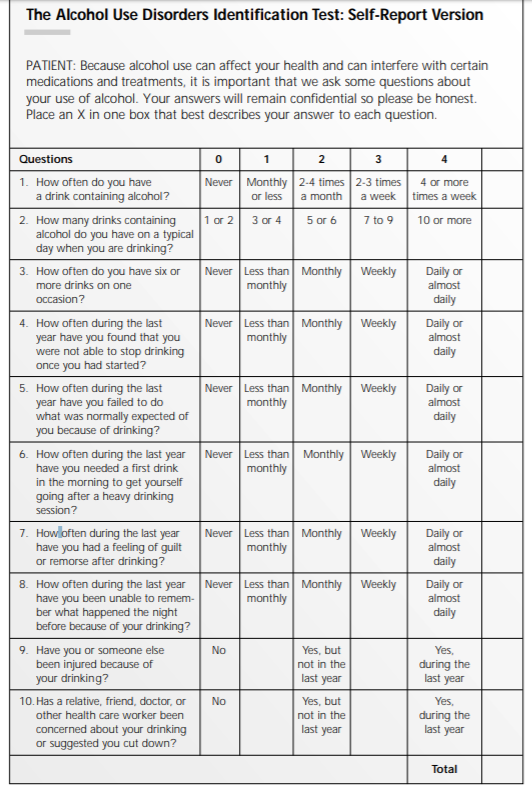 The Alcohol Use Disorders Identification Test: Self-Report Version
PATIENT: Because alcohol use can affect your health and can interfere with certain
medications and treatments, it is important that we ask some questions about
your use of alcohol. Your answers will remain confidential so please be honest.
Place an X in one box that best describes your answer to each question.
Questions 0 1 2 3 4
1. How often do you have Never Monthly 2-4 times 2-3 times 4 or more
a drink containing alcohol? or less a month a week times a week
2. How many drinks containing 1 or 2 3 or 4 5 or 6 7 to 9 10 or more
alcohol do you have on a typical
day when you are drinking?
3. How often do you have six or Never Less than Monthly Weekly Daily or
more drinks on one monthly almost
occasion? daily
4. How often during the last Never Less than Monthly Weekly Daily or
year have you found that you monthly almost
were not able to stop drinking daily
once you had started?
5. How often during the last Never Less than Monthly Weekly Daily or
year have you failed to do monthly almost
what was normally expected of daily
you because of drinking?
6. How often during the last year Never Less than Monthly Weekly Daily or
have you needed a first drink monthly almost
in the morning to get yourself daily
going after a heavy drinking
session?
7. How often during the last year Never Less than Monthly Weekly Daily or
have you had a feeling of guilt monthly almost
or remorse after drinking? daily
8. How often during the last year Never Less than Monthly Weekly Daily or
have you been unable to remem- monthly almost
ber what happened the night daily
before because of your drinking?
9. Have you or someone else No Yes, but Yes,
been injured because of not in the during the
your drinking? last year last year
10. Has a relative, friend, doctor, or No Yes, but Yes,
other health care worker been not in the during the
concerned about your drinking last year last year
or suggested you cut down?
Total